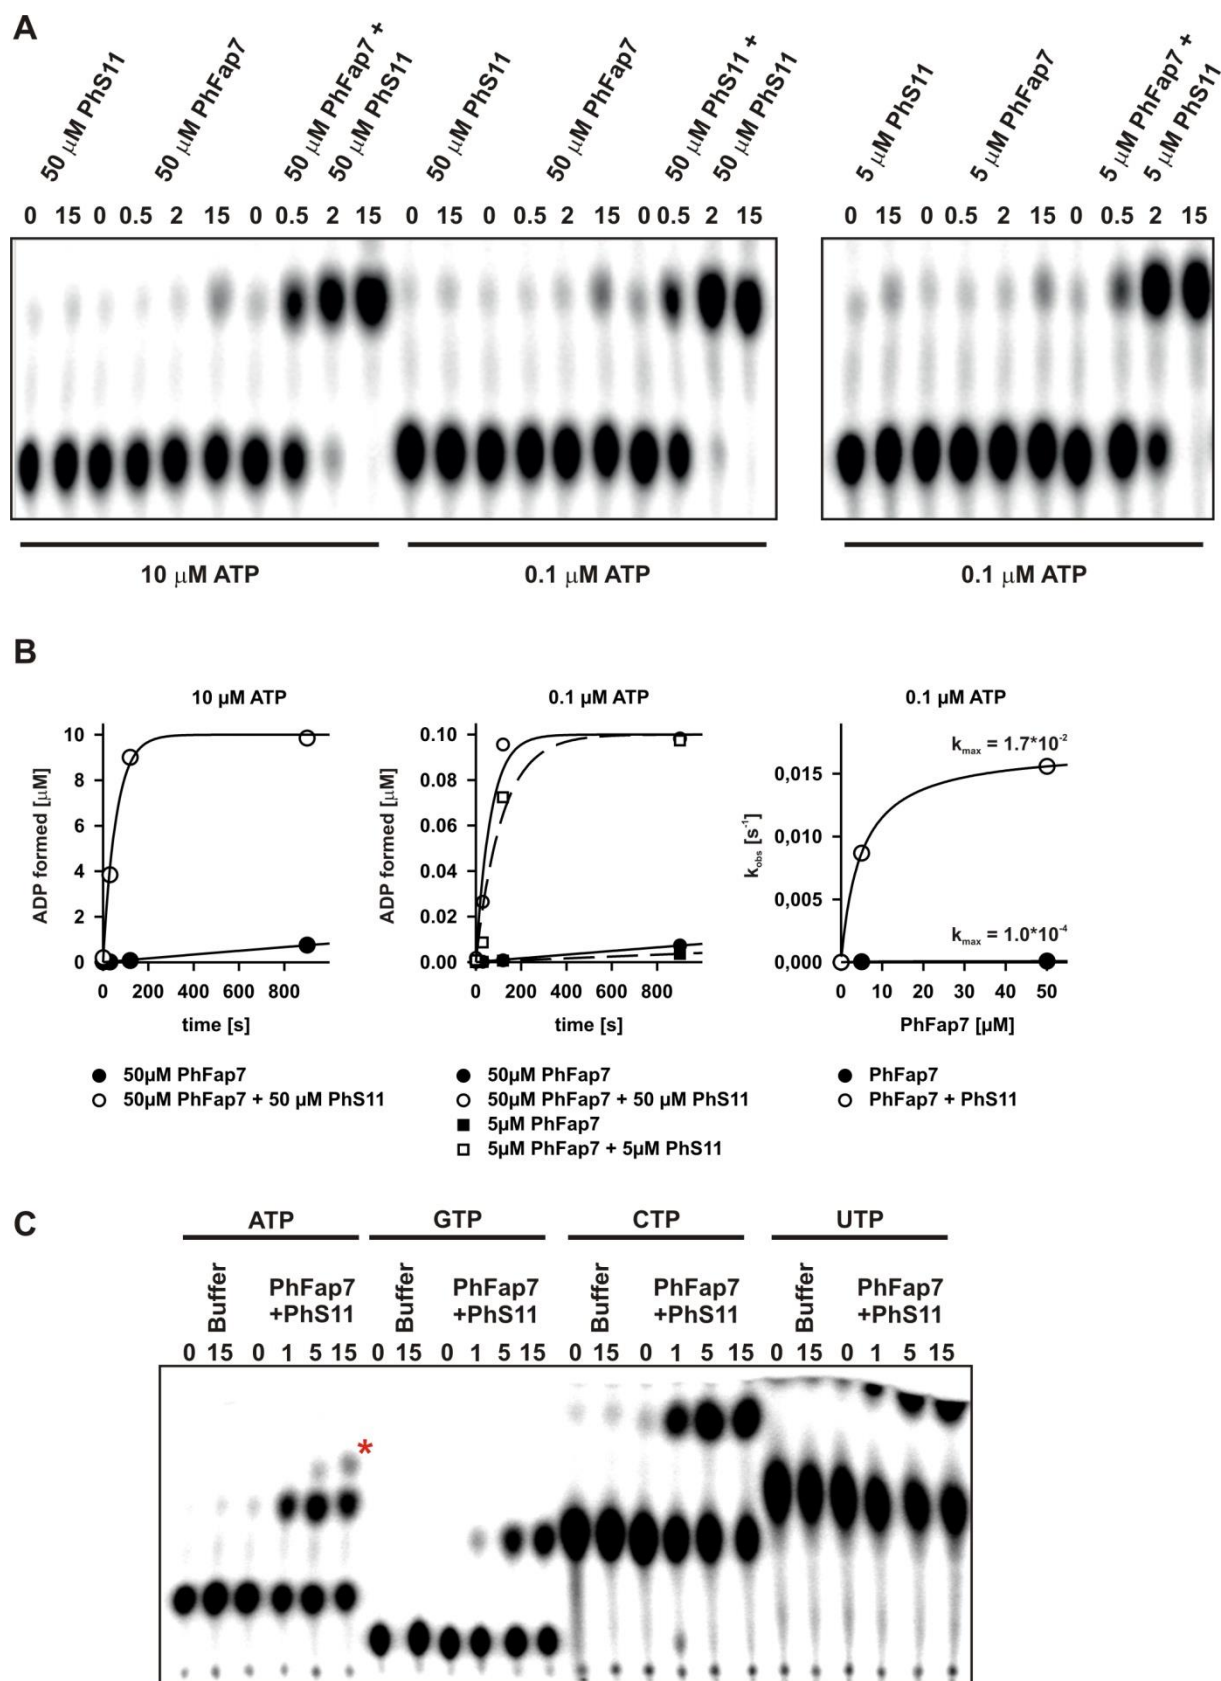 A
50 μM PhS11
50 μM PhFap7
50 μM PhFap7 +
50 μM PhS11
50 μM PhS11
50 μM PhFap7
50 μM PhS11 +
50 μM PhS11
5 μM PhS11
5 μM PhFap7
5 μM PhFap7 +
5 μM PhS11
0 15 0 0.5 2 15 0 0.5 2 15 0 15 0 0.5 2 15 0 0.5 2 15
0 15 0 0.5 2 15 0 0.5 2 15
10 μM ATP
0.1 μM ATP
0.1 μM ATP
B
10 μM ATP
ADP formed [μM]
10
8
6
4
2
0
0 200 400 600 800
time [s]
50μM PhFap7
50μM PhFap7 + 50 μM PhS11
0.1 μM ATP
ADP formed [μM]
0.10
0.08
0.06
0.04
0.02
0.00
0 200 400 600 800
time [s]
50μM PhFap7
50μM PhFap7 + 50 μM PhS11
5μM PhFap7
5μM PhFap7 + 5μM PhS11
0.1 μM ATP
kmax = 1.7*10-2
kobs [s-1]
0,015
0,010
0,005
kmax = 1.0*10-4
0,000
0 10 20 30 40 50
PhFap7 [μM]
PhFap7
PhFap7 + PhS11
C
ATP GTP CTP UTP
Buffer
PhFap7
+PhS11
Buffer
PhFap7
+PhS11
Buffer
PhFap7
+PhS11
Buffer
PhFap7
+PhS11
0 15 0 1 5 15 0 15 0 1 5 15 0 15 0 1 5 15 0 15 0 1 5 15
*